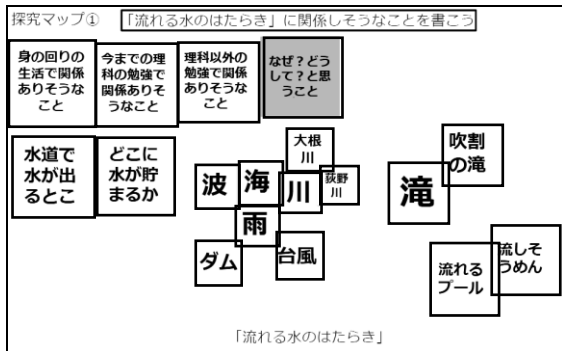 探究マップ① 「流れる水のはたらき」に関係しそうなことを書こう
身の回りの
生活で関係
ありそうな
こと
今までの理
科の勉強で
関係ありそ
うなこと
理科以外の
勉強で関係
ありそうな
こと
なぜ？どう
して？と思
うこと
水道で
水が出
るとこ
どこに
水が貯
まるか
波
海
大根
川
川
荻野
川
雨
ダム
台風
滝
吹割
の滝
流れる
プール
流しそ
うめん
「流れる水のはたらき」